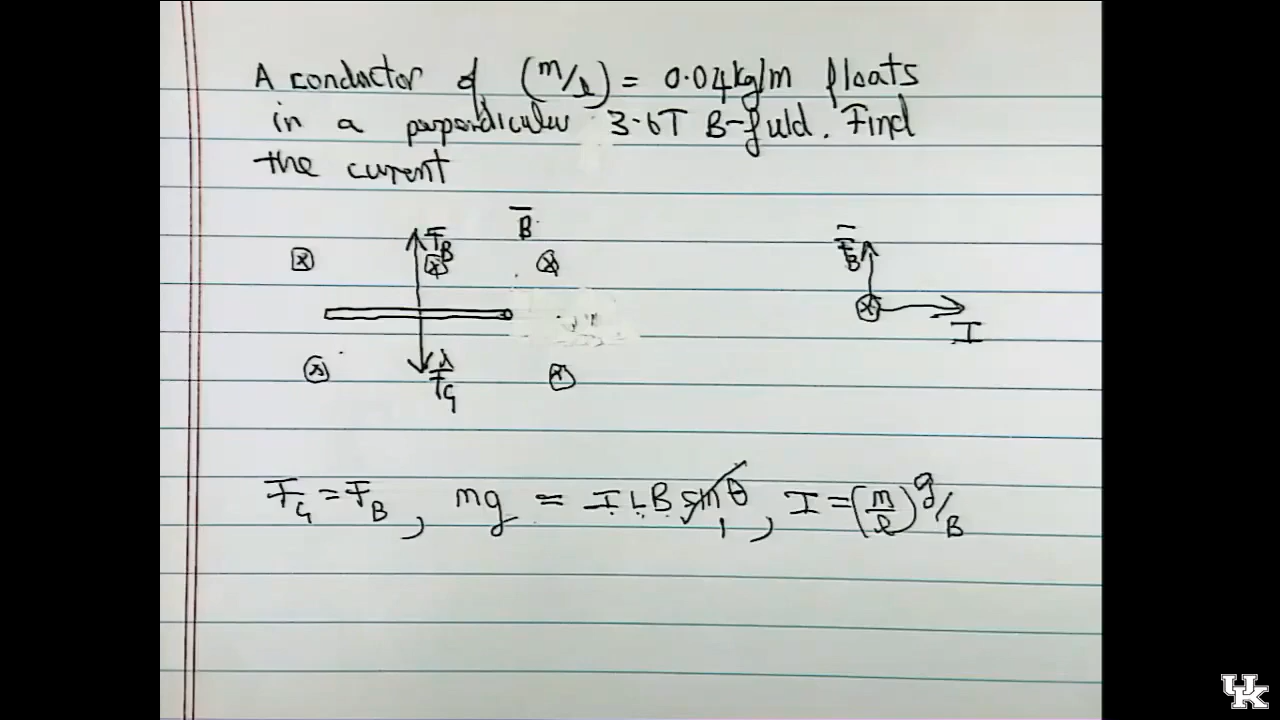 A conductor of (m/l) = 0.04kg/m floats
in a perpendicular 3.6T B-field. Find
the current
B
F_B
F_B
I
F_G
F_G = F_B, mg = ILB sinθ 1, I = (m/l) g/B
UK